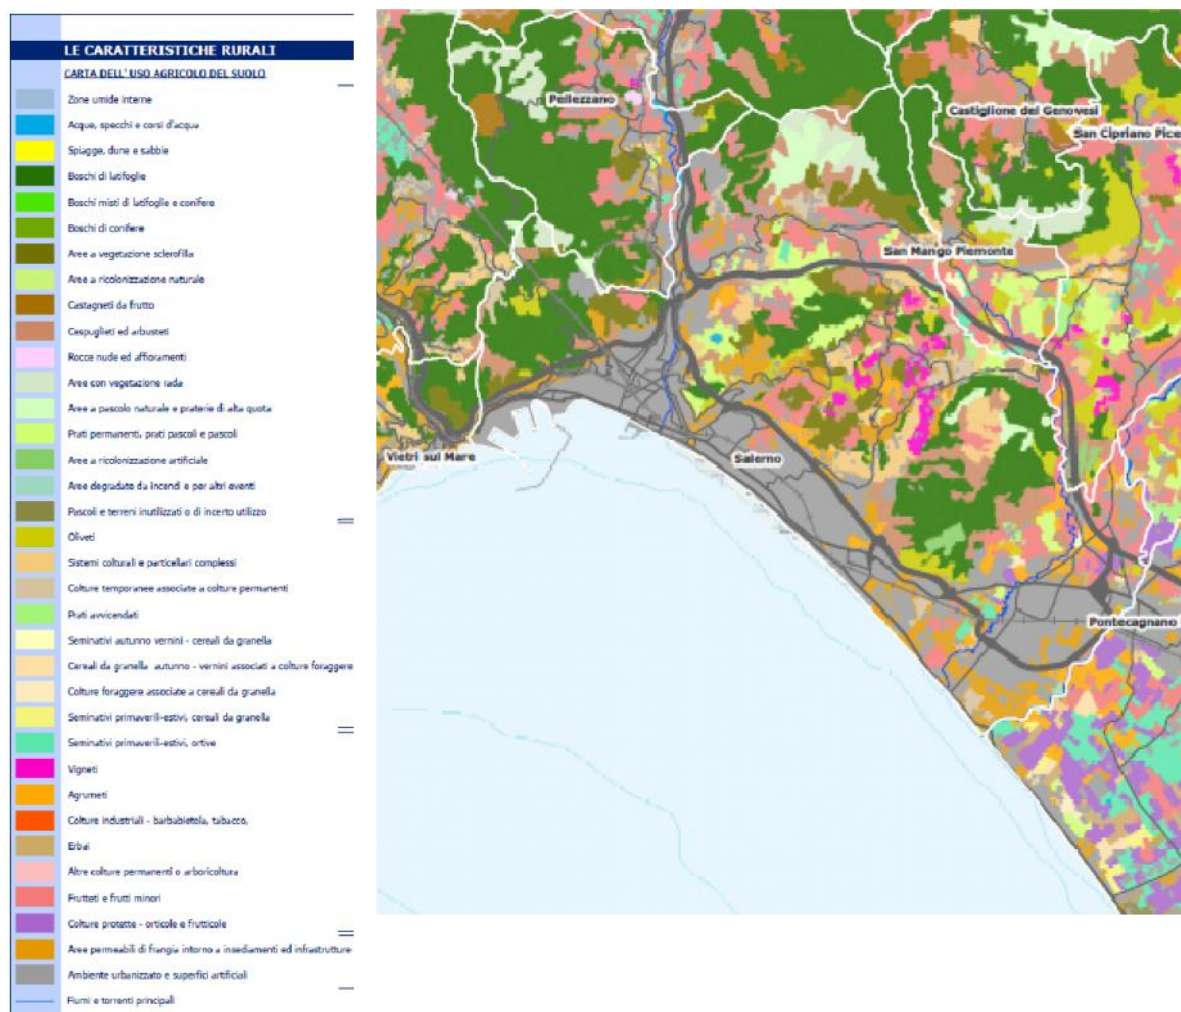 LE CARATTERISTICHE RURALI
CARTA DELL' USO AGRICOLO DEL SUOLO
Zone umide interne
Acque, specchi e corsi d'acqua
Spiagge, dune e sabbie
Boschi di latifoglie
Boschi misti di latifoglie e conifere
Boschi di conifere
Aree a vegetazione sclerofilla
Aree a ricolonizzazione naturale
Castagneti da frutto
Cespuglieti ed arbusteti
Rocce nude ed affioramenti
Aree con vegetazione rada
Aree a pascolo naturale e praterie di alta quota
Prati permanenti, prati pascoli e pascoli
Aree a ricolonizzazione artificiale
Aree degradate da incendi e per altri eventi
Pascoli e terreni inutilizzati o di incerto utilizzo
Oliveti
Sistemi colturali e particellari complessi
Colture temporanee associate a colture permanenti
Prati avvicendati
Seminativi autunno vernini - cereali da granella
Cereali da granella autunno - vernini associati a colture foraggere
Colture foraggere associate a cereali da granella
Seminativi primaverili-estivi, cereali da granella
Seminativi primaverili-estivi, ortive
Vigneti
Agrumeti
Colture industriali - barbabietola, tabacco,
Erbai
Altre colture permanenti o arboricoltura
Frutteti e frutti minori
Colture protette - orticole e frutticole
Aree permeabili di frangia intorno a insediamenti ed infrastrutture
Ambiente urbanizzato e superfici artificiali
Fiumi e torrenti principali
Pellezzano
Castiglione dei Genovesi
San Cipriano Pice
San Mango Piemonte
Vietri sul Mare
Salerno
Pontecagnano